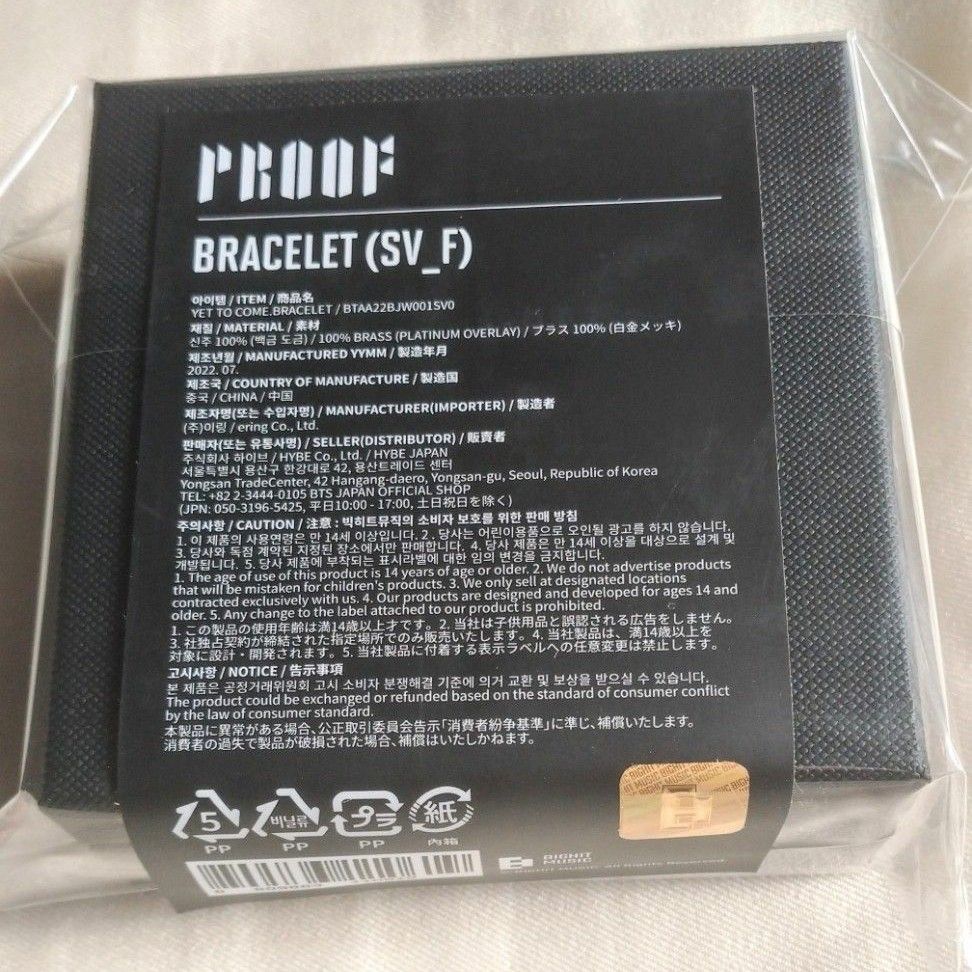 PROOF
BRACELET (SV_F)
아이템 / ITEM / 商品名
YET TO COME.BRACELET / BTAA22BJW001SV0
재질 / MATERIAL / 素材
신주 100% (백금 도금) / 100% BRASS (PLATINUM OVERLAY) / ブラス 100% (白金メッキ)
제조년월 / MANUFACTURED YYMM / 製造年月
2022. 07.
제조국 / COUNTRY OF MANUFACTURE / 製造国
중국 / CHINA / 中国
제조자명(또는 수입자명) / MANUFACTURER(IMPORTER) / 製造者
(주)이링 / ering Co., Ltd.
판매자(또는 유통사명) / SELLER(DISTRIBUTOR) / 販売者
주식회사 하이브 / HYBE Co., Ltd. / HYBE JAPAN
서울특별시 용산구 한강대로 42, 용산트레이드 센터
Yongsan TradeCenter, 42 Hangang-daero, Yongsan-gu, Seoul, Republic of Korea
TEL: +82 2-3444-0105 BTS JAPAN OFFICIAL SHOP
(JPN: 050-3196-5425, 平日10:00 - 17:00, 土日祝日を除く)
주의사항 / CAUTION / 注意 : 빅히트뮤직의 소비자 보호를 위한 판매 방침
1. 이 제품의 사용연령은 만 14세 이상입니다. 2. 당사는 어린이용품으로 오인될 광고를 하지 않습니다.
3. 당사와 독점 계약된 지정된 장소에서만 판매합니다. 4. 당사 제품은 만 14세 이상을 대상으로 설계 및
개발됩니다. 5. 당사 제품에 부착되는 표시라벨에 대한 임의 변경을 금지합니다.
1. The age of use of this product is 14 years of age or older. 2. We do not advertise products
that will be mistaken for children's products. 3. We only sell at designated locations
contracted exclusively with us. 4. Our products are designed and developed for ages 14 and
older. 5. Any change to the label attached to our product is prohibited.
1. この製品の使用年齢は満14歳以上才です。2. 当社は子供用品と誤認される広告をしません。
3. 社独占契約が締結された指定場所でのみ販売いたします。4. 当社製品は、満14歳以上を
対象に設計・開発されます。5. 当社製品に付着する表示ラベルへの任意変更は禁止します。
고시사항 / NOTICE / 告示事項
본 제품은 공정거래위원회 고시 소비자 분쟁해결 기준에 의거 교환 및 보상을 받으실 수 있습니다.
The product could be exchanged or refunded based on the standard of consumer conflict
by the law of consumer standard.
本製品に異常がある場合、公正取引委員会告示「消費者紛争基準」に準じ、補償いたします。
消費者の過失で製品が破損された場合、補償はいたしかねます。
5 비닐류 プラ 紙
PP PP PP 内箱
BIGHIT MUSIC BIGHIT MUSIC
BIGHIT
MUSIC
BIGHIT MUSIC. All Rights Reserved